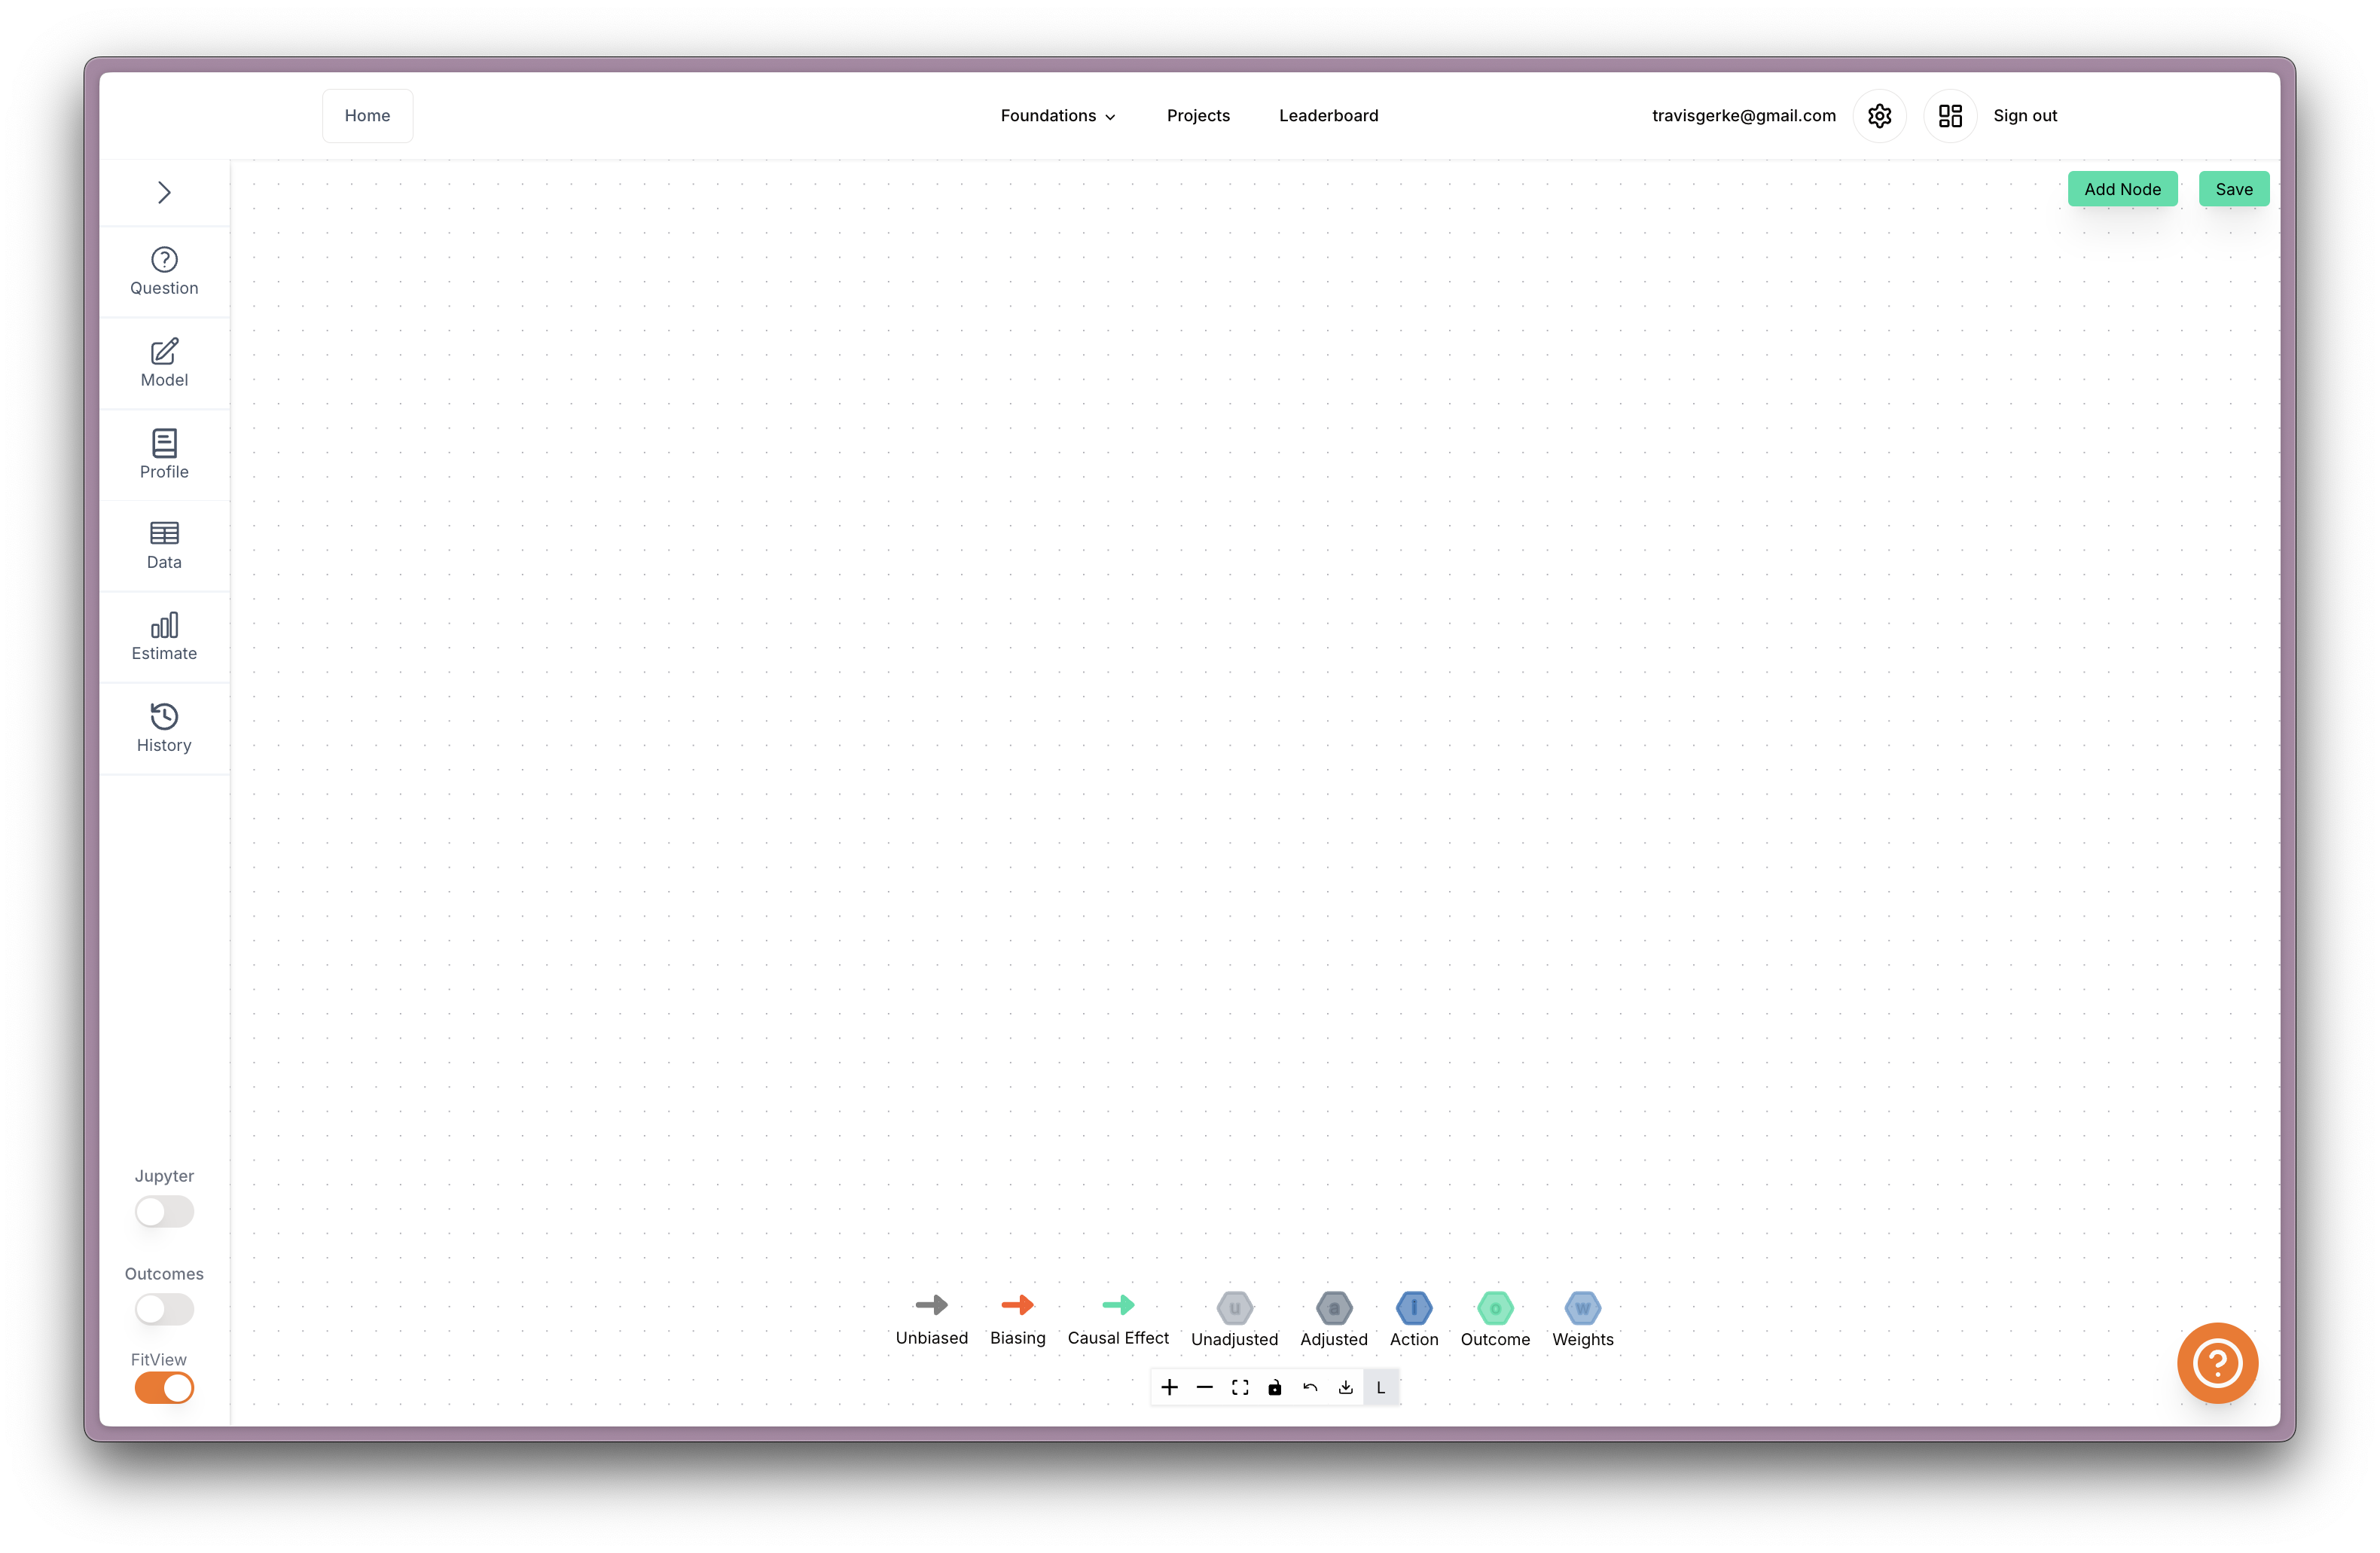 Home
Foundations
Projects
Leaderboard
travisgerke@gmail.com
Sign out
Add Node
Save
Question
Model
Profile
Data
Estimate
History
Jupyter
Outcomes
FitView
u
a
i
o
w
Unbiased
Biasing
Causal Effect
Unadjusted
Adjusted
Action
Outcome
Weights
L